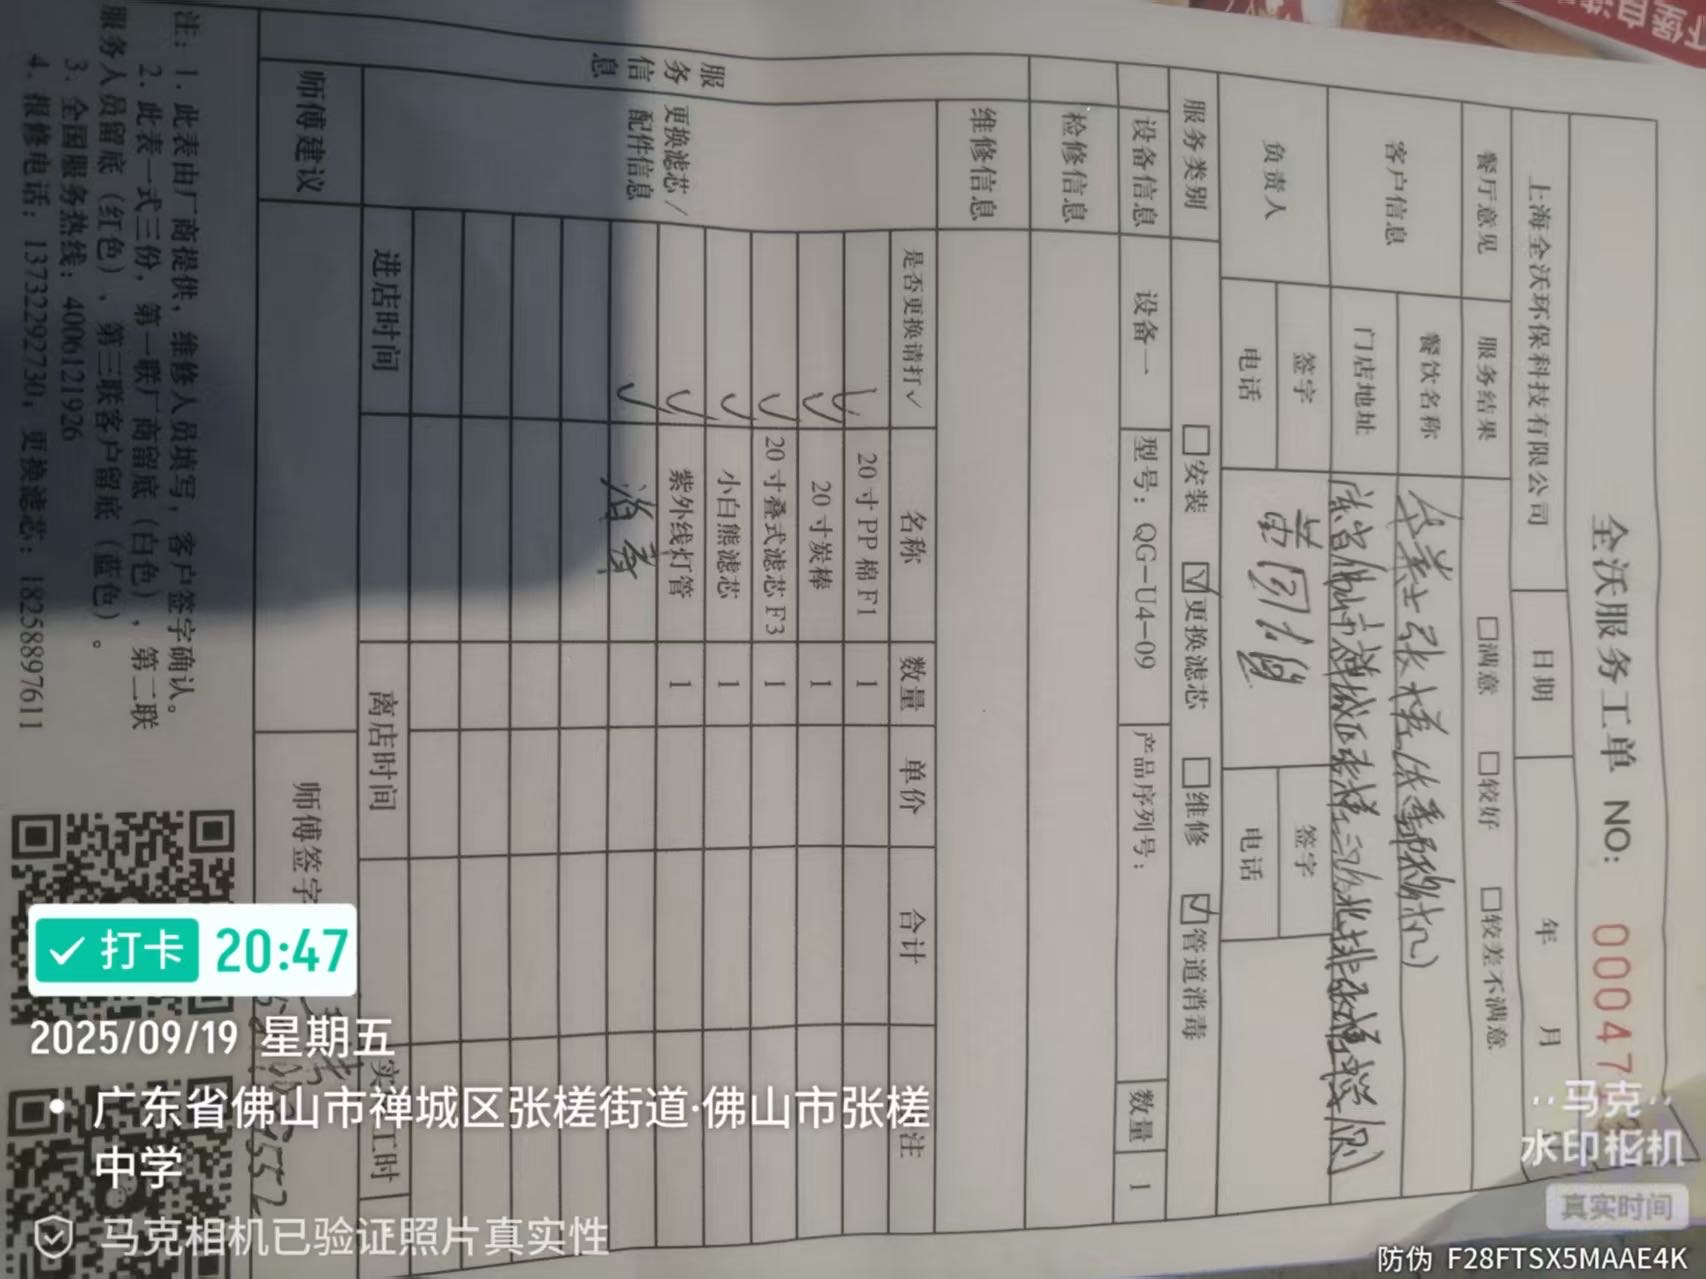 全沃服务工单 NO: 00047
上海全沃环保科技有限公司 日期 年 月
餐厅意见 服务结果 □满意 □较好 □较差不满意
客户信息 餐饮名称
门店地址
负责人 签字 签字
电话 电话
服务类别 □安装 ☑更换滤芯 □维修 ☑管道消毒
设备信息 设备一 型号：QG-U4-09 产品序列号： 数量 1
检修信息
维修信息
服务信息
更换滤芯/配件信息
是否更换请打✓ 名称 数量 单价 合计 注
✓ 20寸PP棉F1 1
✓ 20寸炭棒 1
✓ 20寸叠式滤芯F3 1
✓ 小白熊滤芯 1
✓ 紫外线灯管 1
✓ 消毒
进店时间 离店时间 工时
师傅建议 师傅签字
注：1. 此表由厂商提供，维修人员填写，客户签字确认。
2. 此表一式三份，第一联厂商留底（白色），第二联
服务人员留底（红色）、第三联客户留底（蓝色）。
3. 全国服务热线：4006121926
4. 报修电话：13732292730，更换滤芯：18258897611
打卡 20:47
2025/09/19 星期五
广东省佛山市禅城区张槎街道·佛山市张槎
中学
马克相机已验证照片真实性
马克
水印相机
真实时间
防伪 F28FTSX5MAAE4K